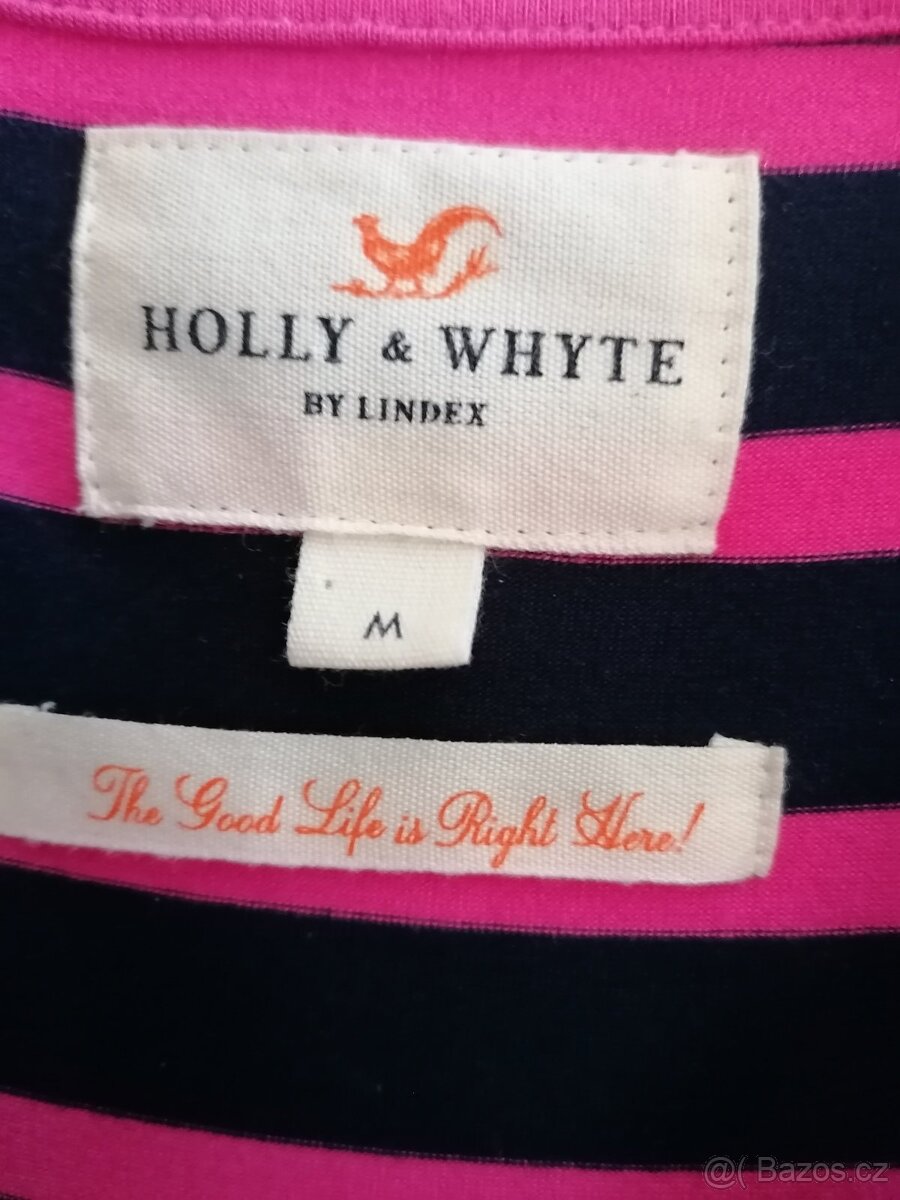 HOLLY & WHYTE
BY LINDEX
M
The Good Life is Right Here!
@( Bazos.cz